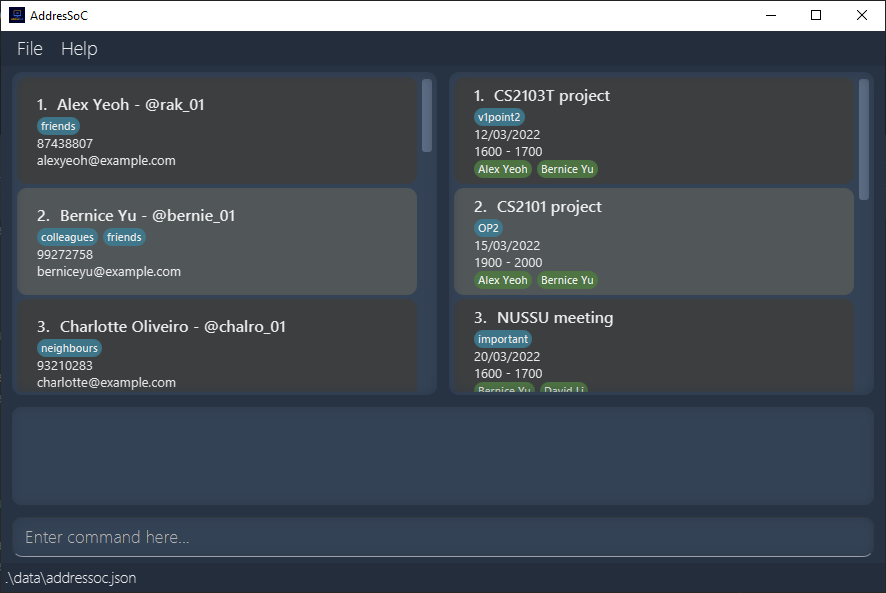 AddresSoC
File Help
1. Alex Yeoh - @rak_01
friends
87438807
alexyeoh@example.com
2. Bernice Yu - @bernie_01
colleagues friends
99272758
berniceyu@example.com
3. Charlotte Oliveiro - @chalro_01
neighbours
93210283
charlotte@example.com
1. CS2103T project
v1point2
12/03/2022
1600 - 1700
Alex Yeoh Bernice Yu
2. CS2101 project
OP2
15/03/2022
1900 - 2000
Alex Yeoh Bernice Yu
3. NUSSU meeting
important
20/03/2022
1600 - 1700
Bernice Yu David Li
Enter command here...
.\data\addressoc.json